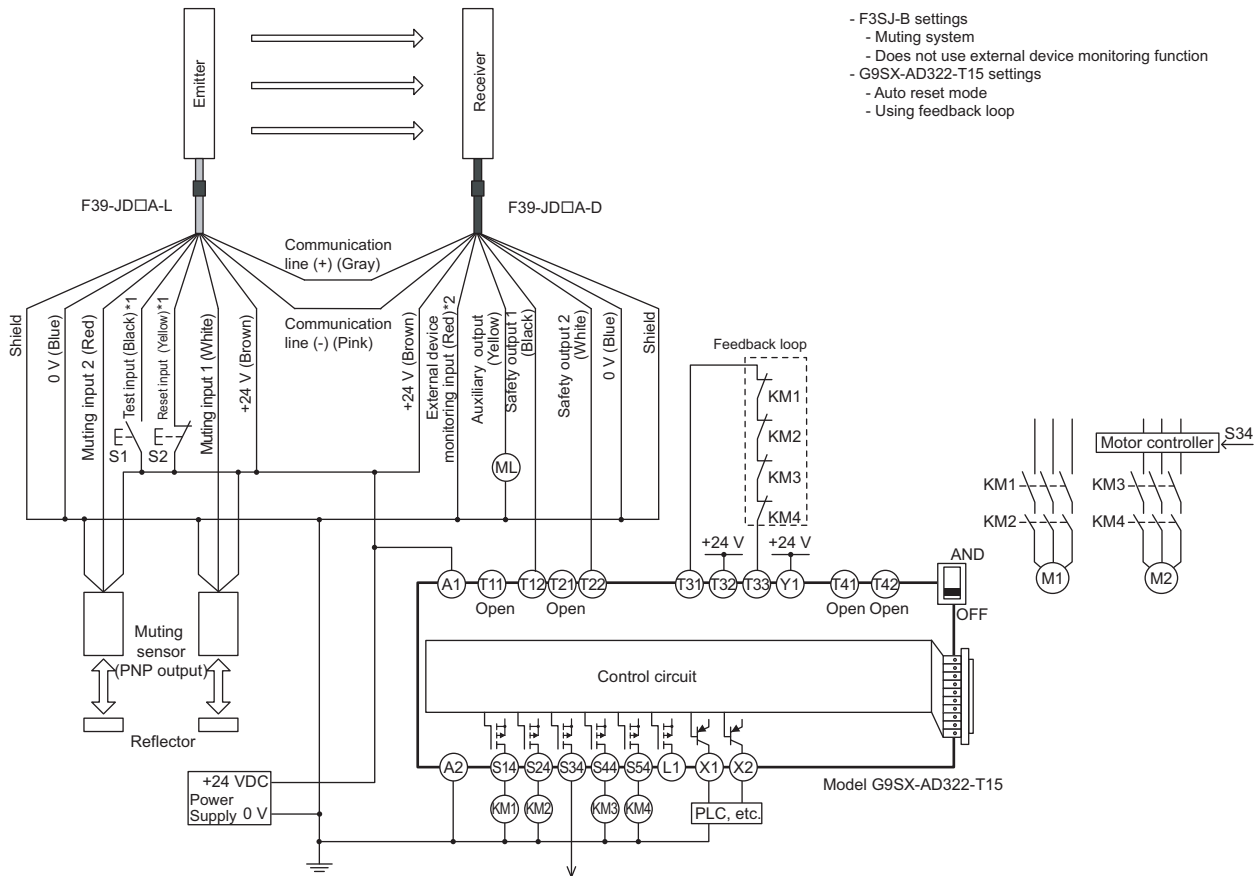 - F3SJ-B settings
- Muting system
- Does not use external device monitoring function
- G9SX-AD322-T15 settings
- Auto reset mode
- Using feedback loop
Emitter
Receiver
F39-JD□A-L
F39-JD□A-D
Communication
line (+) (Gray)
Communication
line (-) (Pink)
Shield
0 V (Blue)
Muting input 2 (Red)
Test input (Black)*1
Reset input (Yellow)*1
Muting input 1 (White)
+24 V (Brown)
S1
S2
+24 V (Brown)
External device
monitoring input (Red)*2
Auxiliary output
(Yellow)
Safety output 1
(Black)
Safety output 2
(White)
0 V (Blue)
Shield
ML
Feedback loop
KM1
KM2
KM3
KM4
Motor controller
S34
KM1
KM2
KM3
KM4
M1
M2
+24 V
+24 V
A1
T11
T12
T21
T22
T31
T32
T33
Y1
T41
T42
AND
OFF
Open
Open
Open
Open
Muting
sensor
(PNP output)
Reflector
Control circuit
A2
S14
S24
S34
S44
S54
L1
X1
X2
Model G9SX-AD322-T15
KM1
KM2
KM3
KM4
PLC, etc.
+24 VDC
Power
Supply 0 V